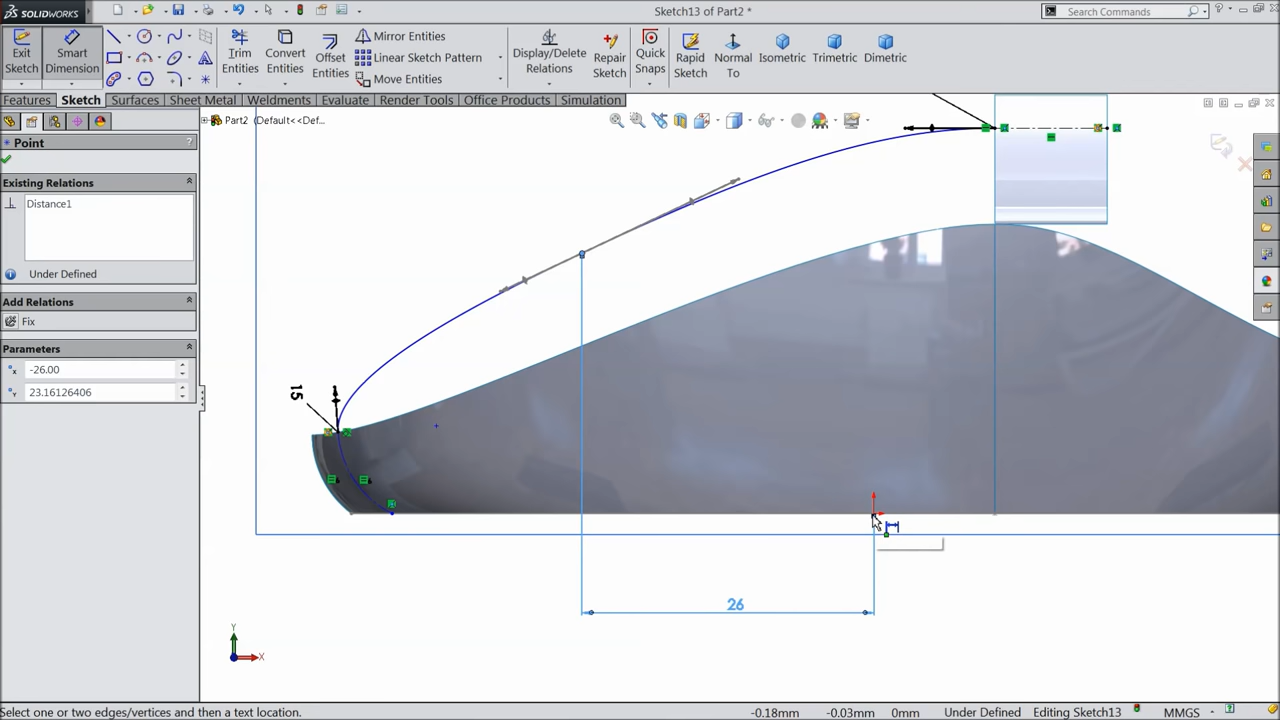 SOLIDWORKS
Sketch13 of Part2 *
Search Commands
Exit Sketch
Smart Dimension
Trim Entities
Convert Entities
Offset Entities
Mirror Entities
Linear Sketch Pattern
Move Entities
Display/Delete Relations
Repair Sketch
Quick Snaps
Rapid Sketch
Normal To
Isometric
Trimetric
Dimetric
Features
Sketch
Surfaces
Sheet Metal
Weldments
Evaluate
Render Tools
Office Products
Simulation
Part2 (Default<<Def...
Point
?
Existing Relations
Distance1
Under Defined
Add Relations
Fix
Parameters
x
-26.00
Y
23.16126406
15
26
Y
X
Select one or two edges/vertices and then a text location.
-0.18mm
-0.03mm
0mm
Under Defined
Editing Sketch13
MMGS